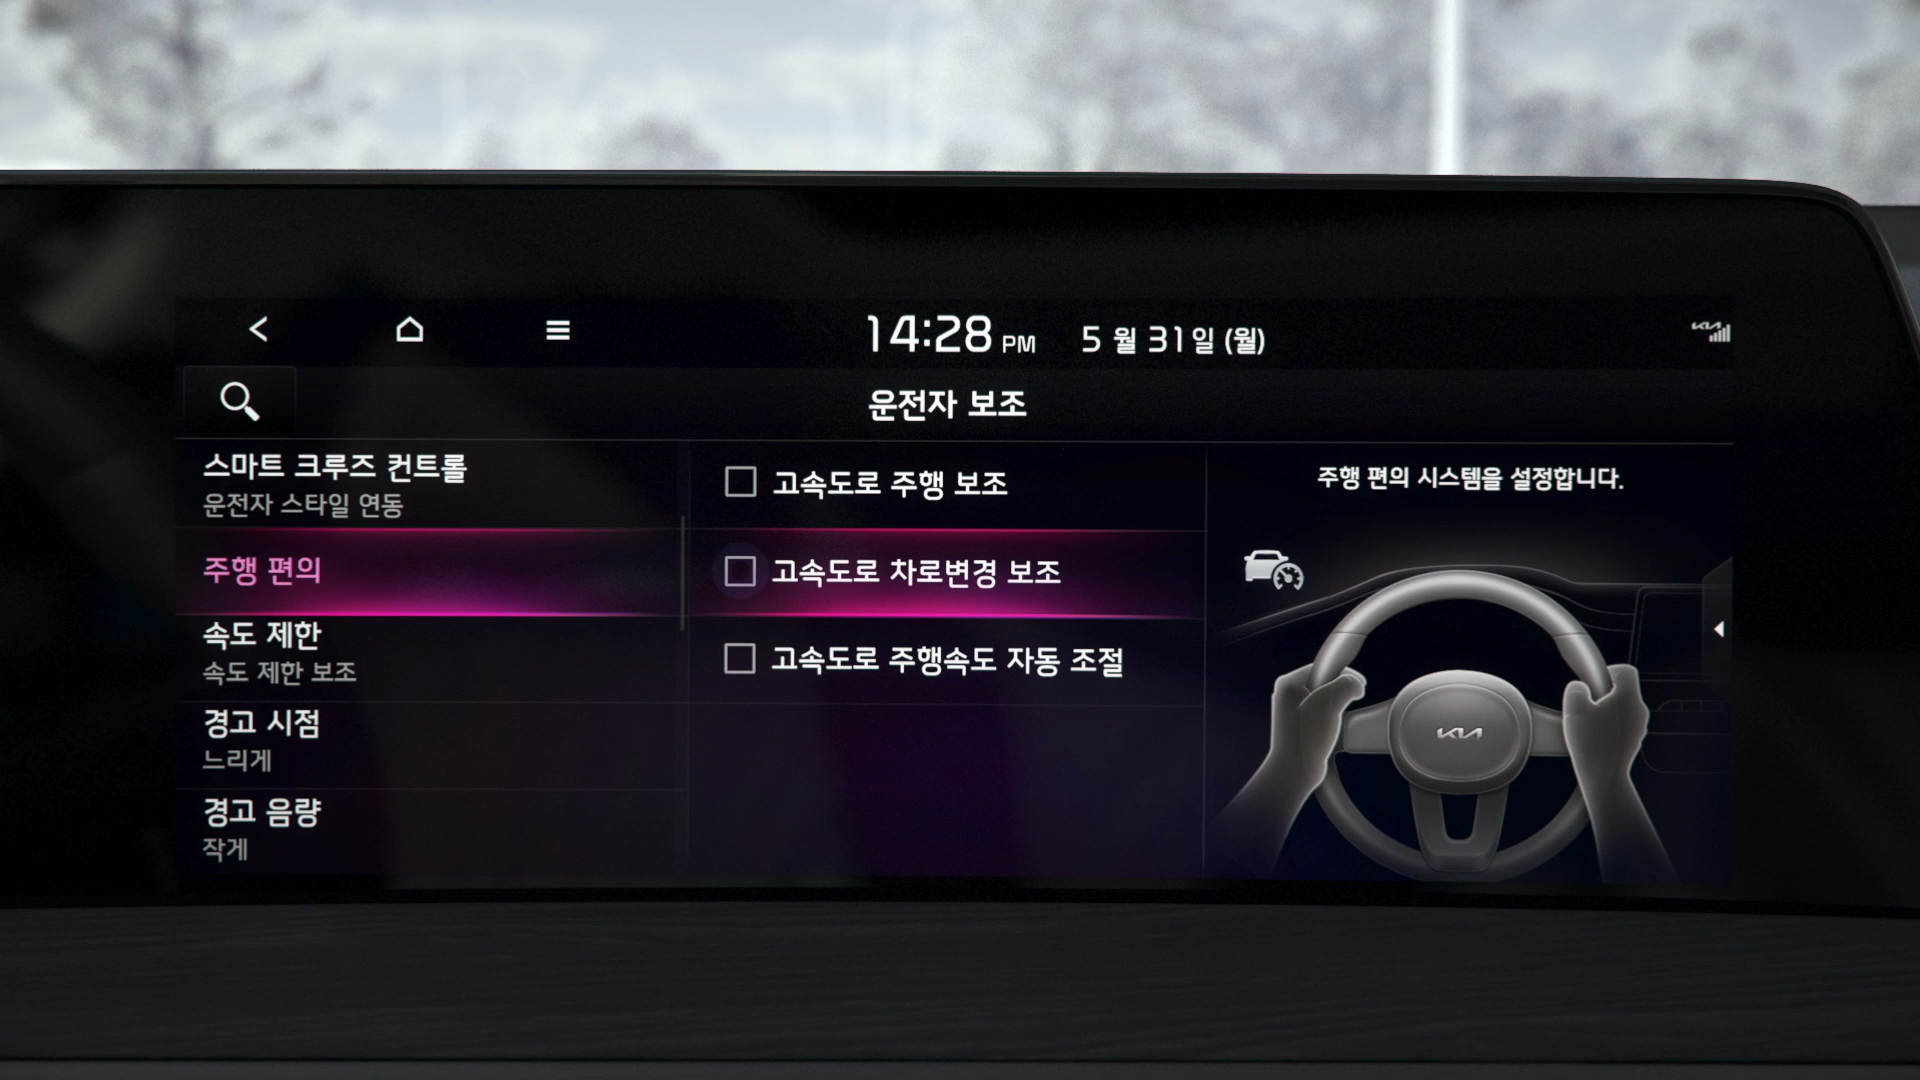 14:28 PM 5 월 31일 (월)
KIA
운전자 보조
스마트 크루즈 컨트롤
운전자 스타일 연동
주행 편의
속도 제한
속도 제한 보조
경고 시점
느리게
경고 음량
작게
고속도로 주행 보조
고속도로 차로변경 보조
고속도로 주행속도 자동 조절
주행 편의 시스템을 설정합니다.
KIA